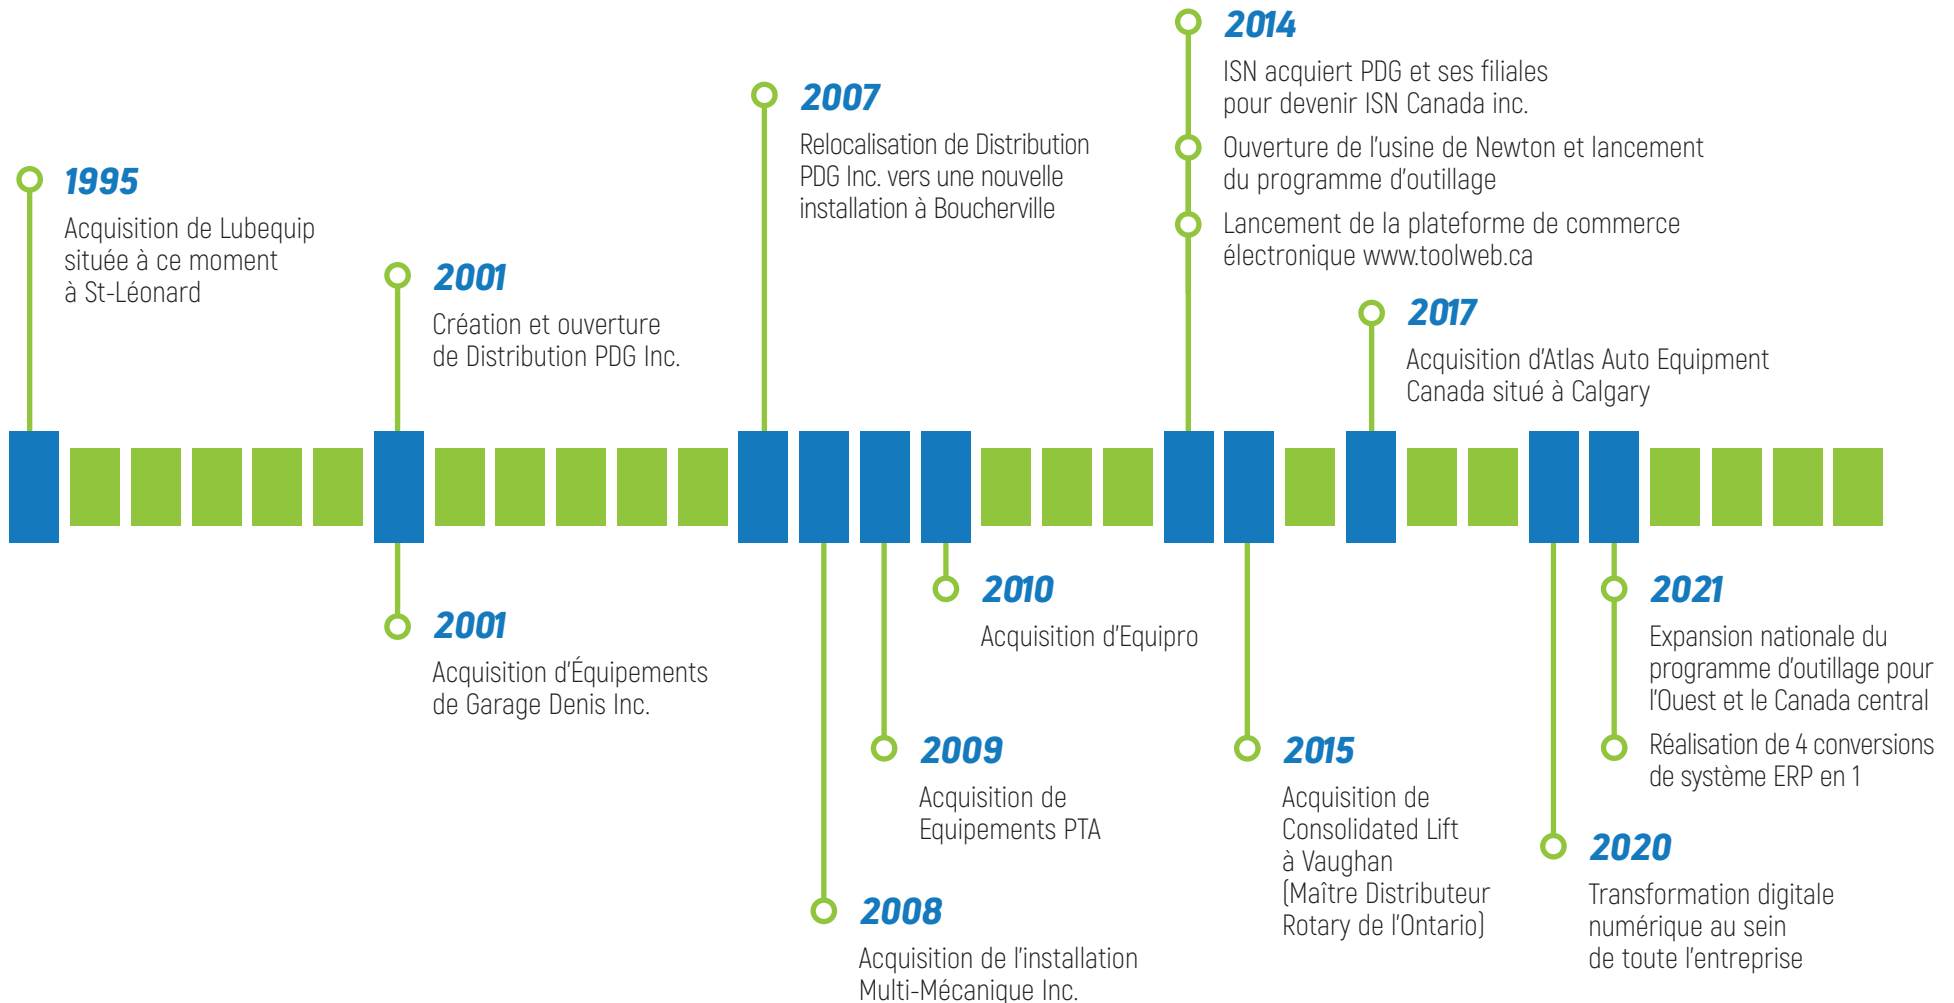 1995
Acquisition de Lubequip
située à ce moment
à St-Léonard
2001
Création et ouverture
de Distribution PDG Inc.
2001
Acquisition d'Équipements
de Garage Denis Inc.
2007
Relocalisation de Distribution
PDG Inc. vers une nouvelle
installation à Boucherville
2008
Acquisition de l'installation
Multi-Mécanique Inc.
2009
Acquisition de
Equipements PTA
2010
Acquisition d'Equipro
2014
ISN acquiert PDG et ses filiales
pour devenir ISN Canada inc.
Ouverture de l'usine de Newton et lancement
du programme d'outillage
Lancement de la plateforme de commerce
électronique www.toolweb.ca
2015
Acquisition de
Consolidated Lift
à Vaughan
(Maître Distributeur
Rotary de l'Ontario)
2017
Acquisition d'Atlas Auto Equipment
Canada situé à Calgary
2020
Transformation digitale
numérique au sein
de toute l'entreprise
2021
Expansion nationale du
programme d'outillage pour
l'Ouest et le Canada central
Réalisation de 4 conversions
de système ERP en 1